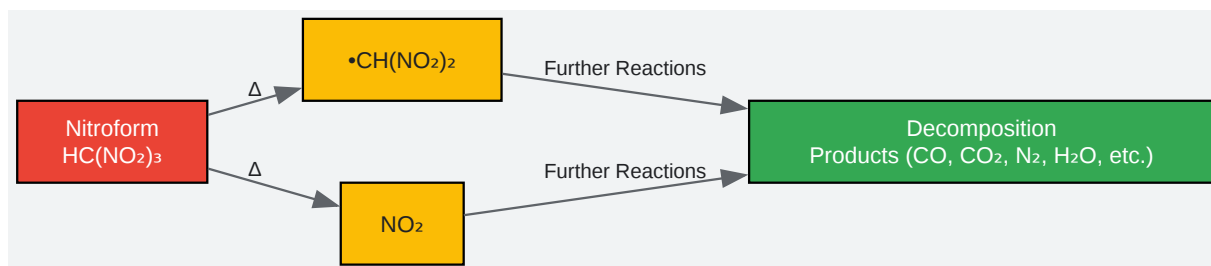 •CH(NO₂)₂
Δ
Further Reactions
Nitroform
HC(NO₂)₃
Decomposition
Products (CO, CO₂, N₂, H₂O, etc.)
Δ
Further Reactions
NO₂